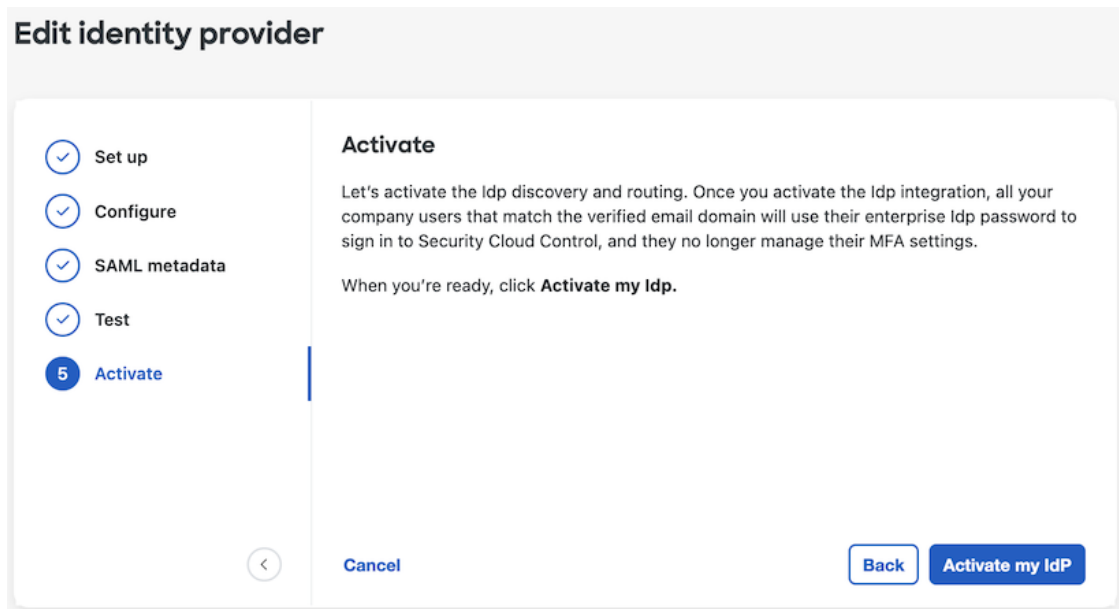 Edit identity provider
Set up
Configure
SAML metadata
Test
5 Activate
Activate
Let's activate the Idp discovery and routing. Once you activate the Idp integration, all your
company users that match the verified email domain will use their enterprise Idp password to
sign in to Security Cloud Control, and they no longer manage their MFA settings.
When you're ready, click Activate my Idp.
Cancel
Back
Activate my IdP